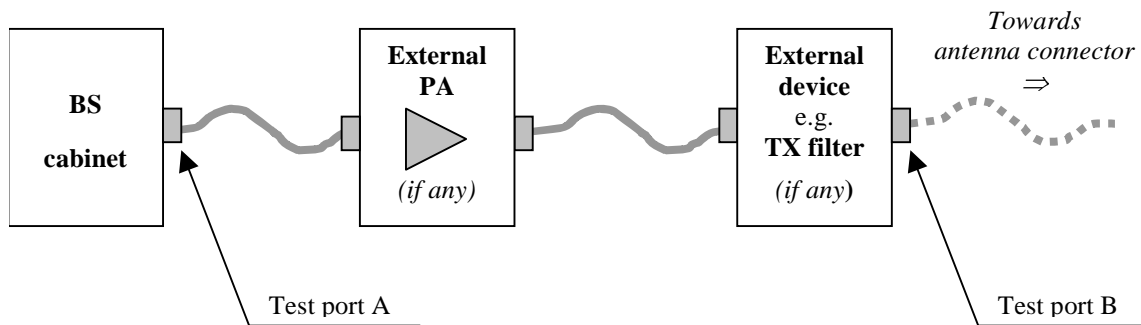 BS
cabinet
External
PA
(if any)
External
device
e.g.
TX filter
(if any)
Towards
antenna connector
⇒
Test port A
Test port B